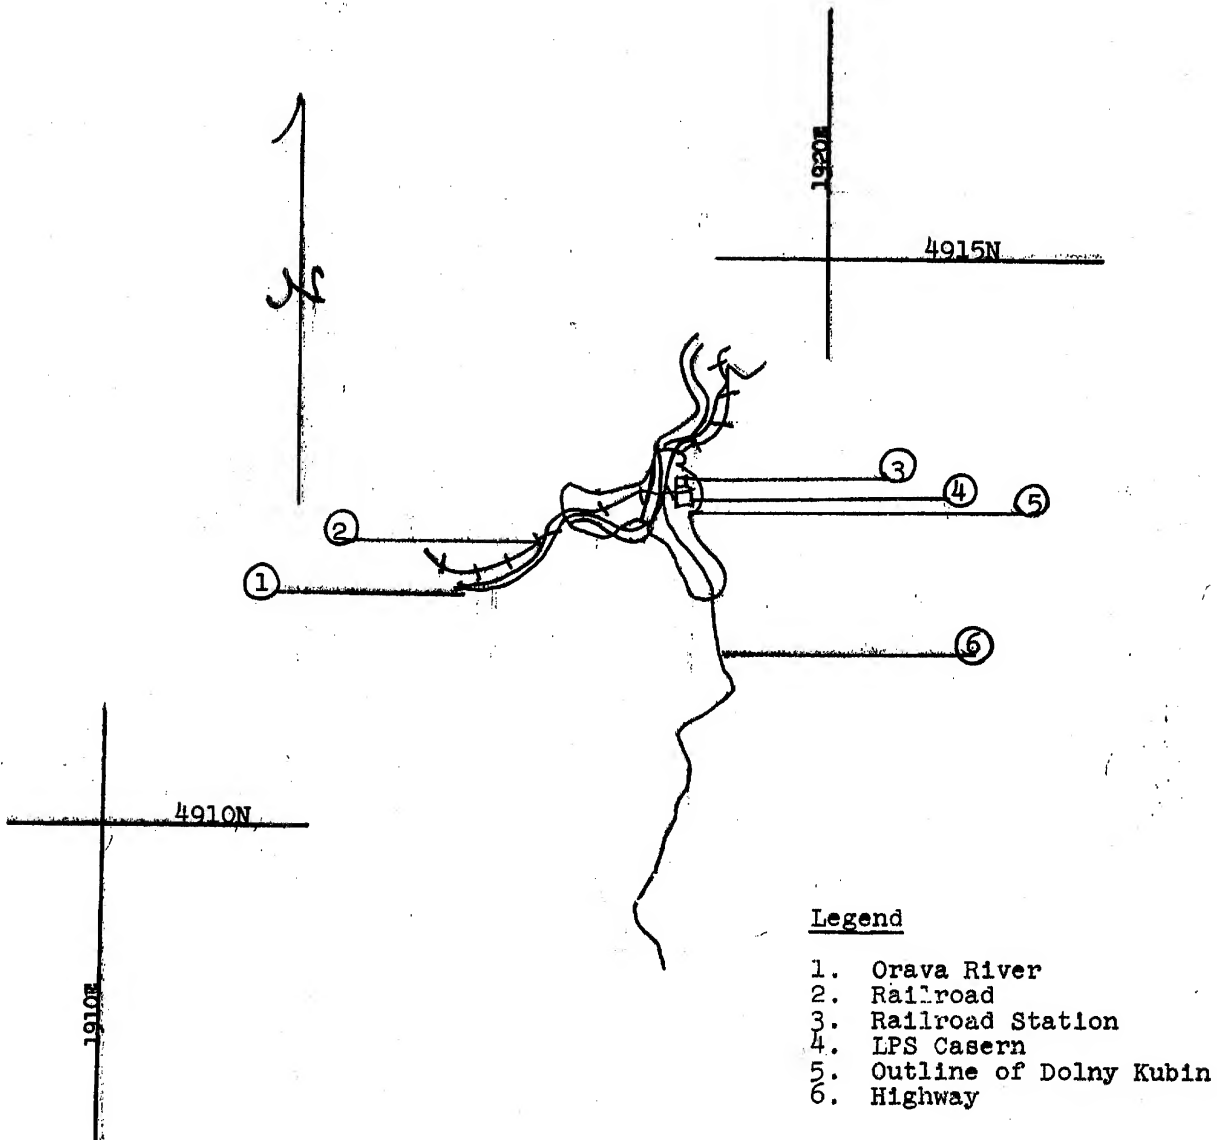 1920E
4915N
N
3
4
5
2
1
6
4910N
1910E
Legend
1. Orava River
2. Railroad
3. Railroad Station
4. LPS Casern
5. Outline of Dolny Kubin
6. Highway